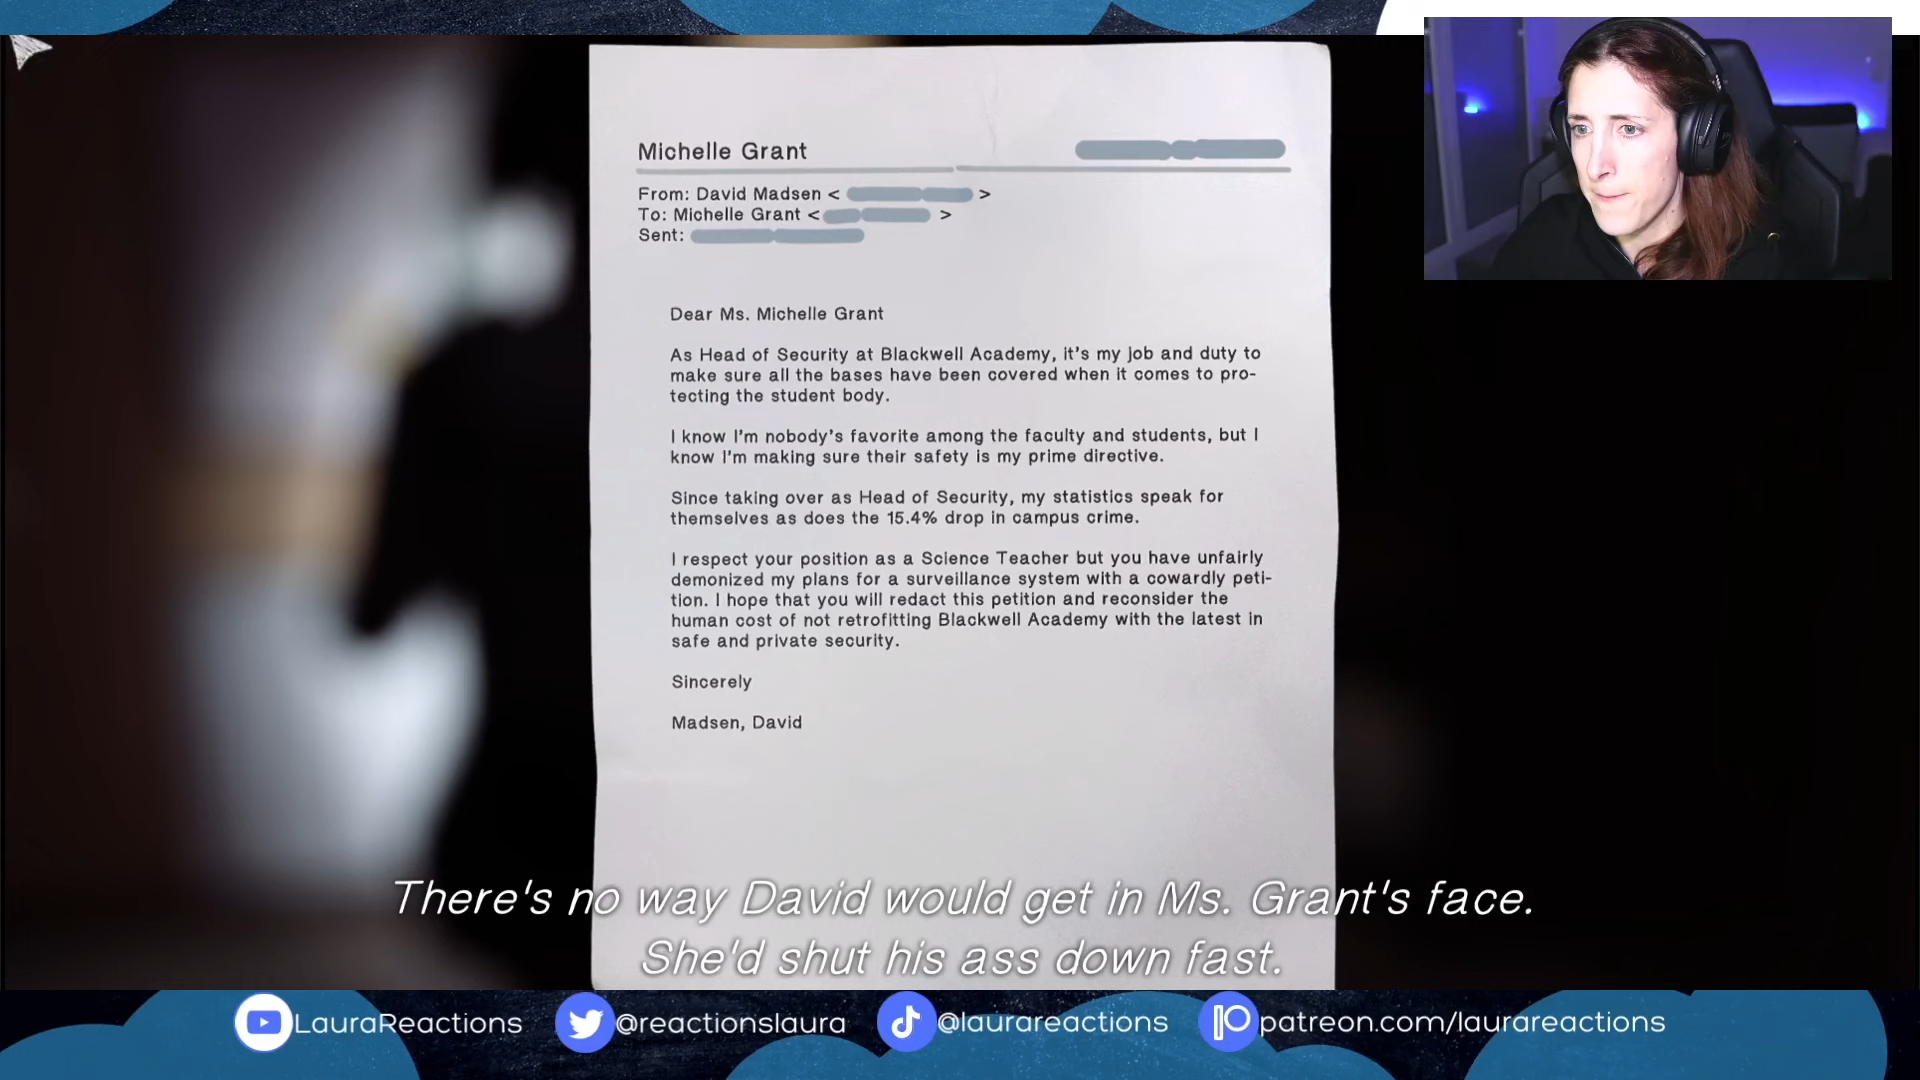 Michelle Grant
From: David Madsen < >
To: Michelle Grant < >
Sent:
Dear Ms. Michelle Grant
As Head of Security at Blackwell Academy, it's my job and duty to
make sure all the bases have been covered when it comes to pro-
tecting the student body.
I know I'm nobody's favorite among the faculty and students, but I
know I'm making sure their safety is my prime directive.
Since taking over as Head of Security, my statistics speak for
themselves as does the 15.4% drop in campus crime.
I respect your position as a Science Teacher but you have unfairly
demonized my plans for a surveillance system with a cowardly peti-
tion. I hope that you will redact this petition and reconsider the
human cost of not retrofitting Blackwell Academy with the latest in
safe and private security.
Sincerely
Madsen, David
There's no way David would get in Ms. Grant's face.
She'd shut his ass down fast.
LauraReactions @reactionslaura @laurareactions patreon.com/laurareactions